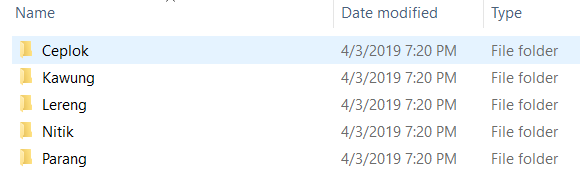 Name Date modified Type
Ceplok 4/3/2019 7:20 PM File folder
Kawung 4/3/2019 7:20 PM File folder
Lereng 4/3/2019 7:20 PM File folder
Nitik 4/3/2019 7:20 PM File folder
Parang 4/3/2019 7:20 PM File folder